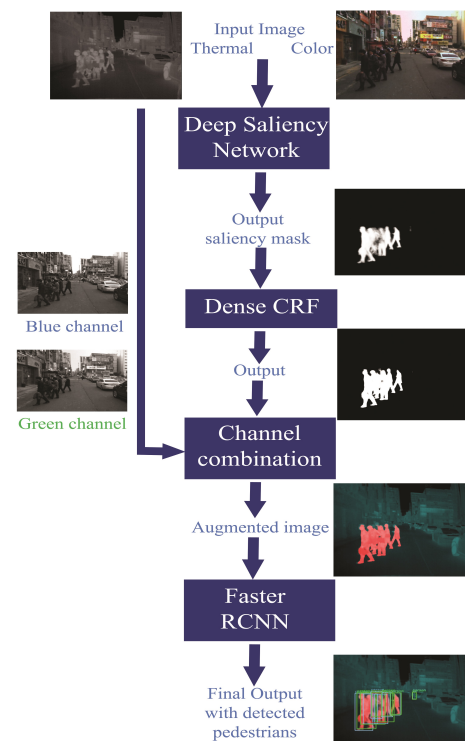 Input Image
Thermal Color
Deep Saliency
Network
Output
saliency mask
Blue channel
Dense CRF
Output
Green channel
Channel
combination
Augmented image
Faster
RCNN
Final Output
with detected
pedestrians